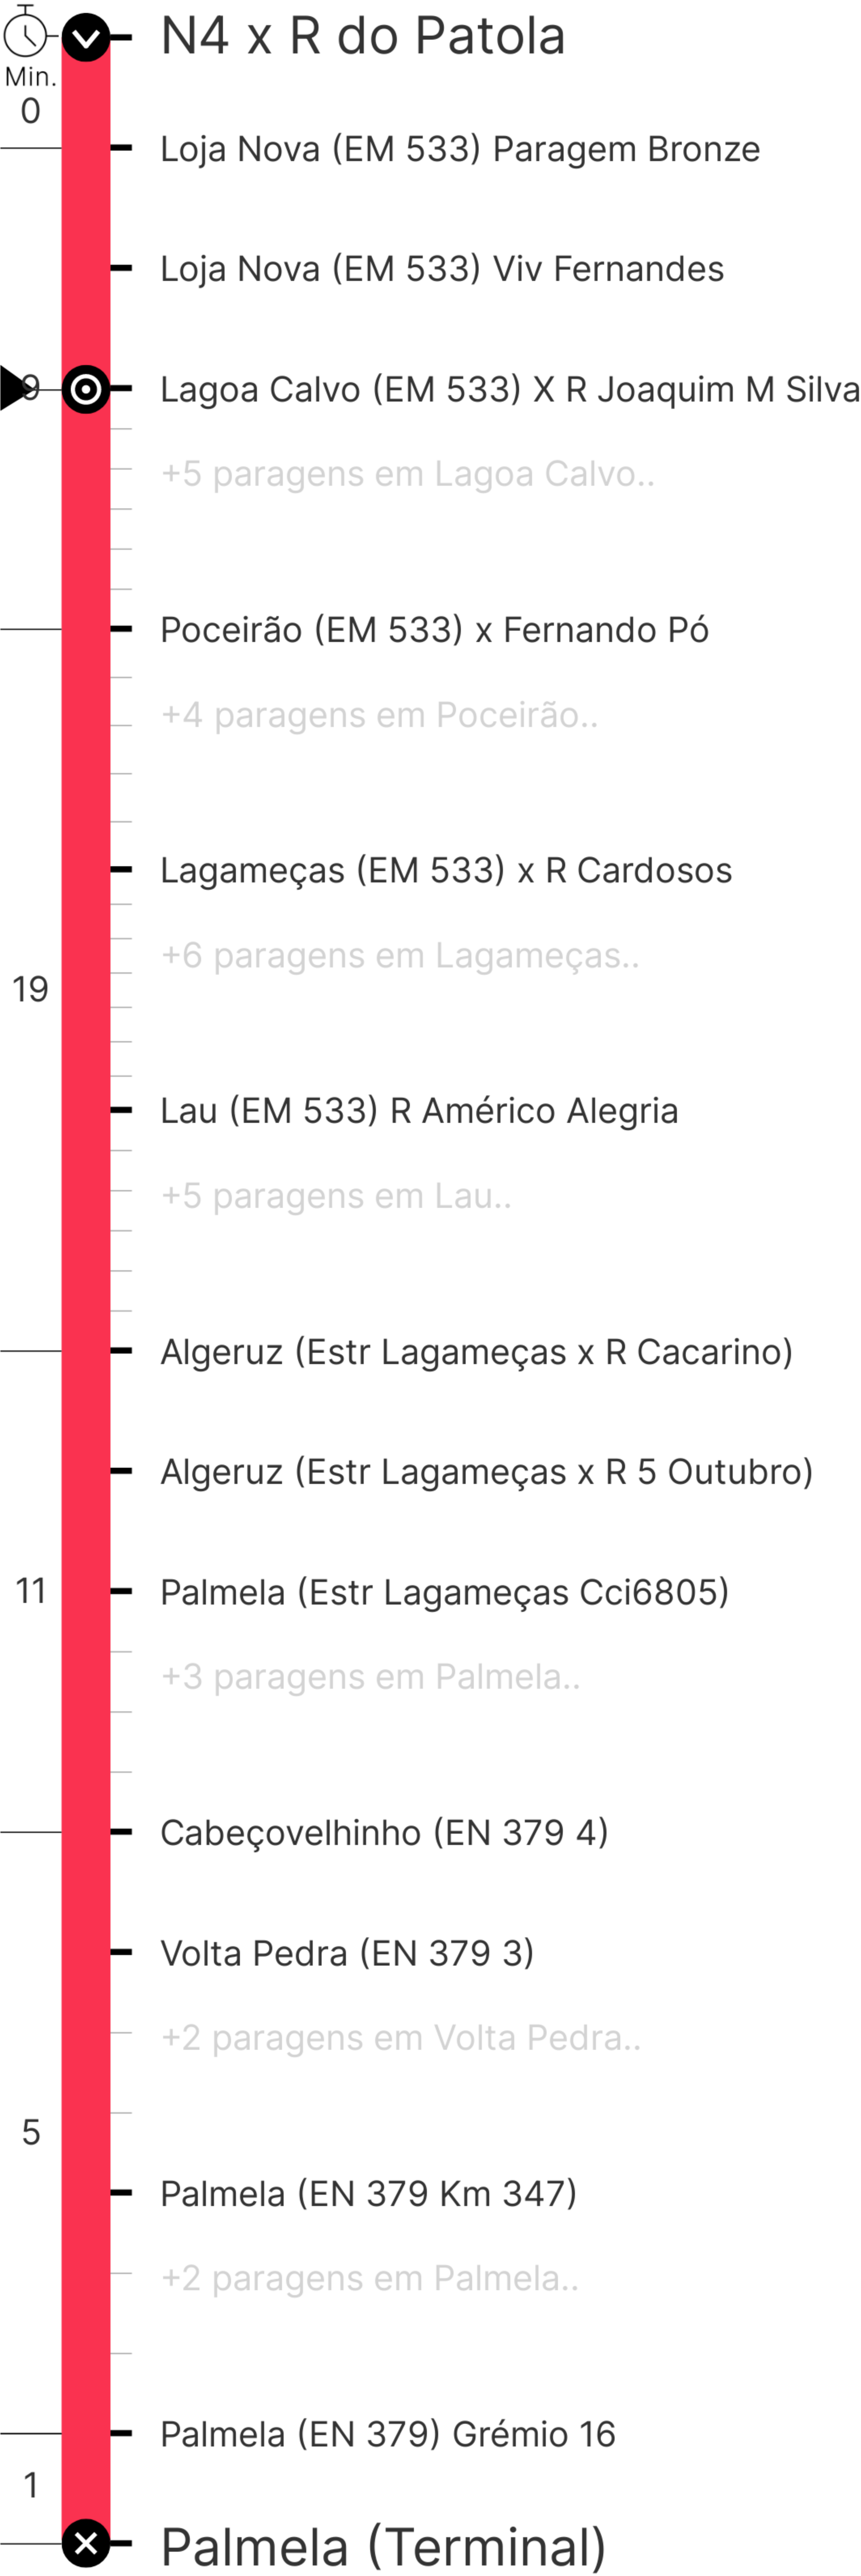 N4 x R do Patola
Min.
0
Loja Nova (EM 533) Paragem Bronze
Loja Nova (EM 533) Viv Fernandes
9
Lagoa Calvo (EM 533) X R Joaquim M Silva
+5 paragens em Lagoa Calvo..
Poceirão (EM 533) x Fernando Pó
+4 paragens em Poceirão..
Lagameças (EM 533) x R Cardosos
+6 paragens em Lagameças..
19
Lau (EM 533) R Américo Alegria
+5 paragens em Lau..
Algeruz (Estr Lagameças x R Cacarino)
Algeruz (Estr Lagameças x R 5 Outubro)
11
Palmela (Estr Lagameças Cci6805)
+3 paragens em Palmela..
Cabeçovelhinho (EN 379 4)
Volta Pedra (EN 379 3)
+2 paragens em Volta Pedra..
5
Palmela (EN 379 Km 347)
+2 paragens em Palmela..
Palmela (EN 379) Grémio 16
1
Palmela (Terminal)